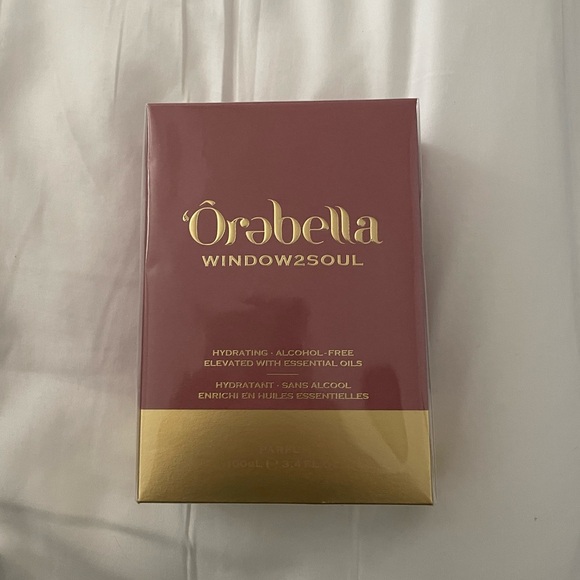 ‘Ôrəbella
WINDOW2SOUL
HYDRATING · ALCOHOL-FREE
ELEVATED WITH ESSENTIAL OILS
HYDRATANT · SANS ALCOOL
ENRICHI EN HUILES ESSENTIELLES